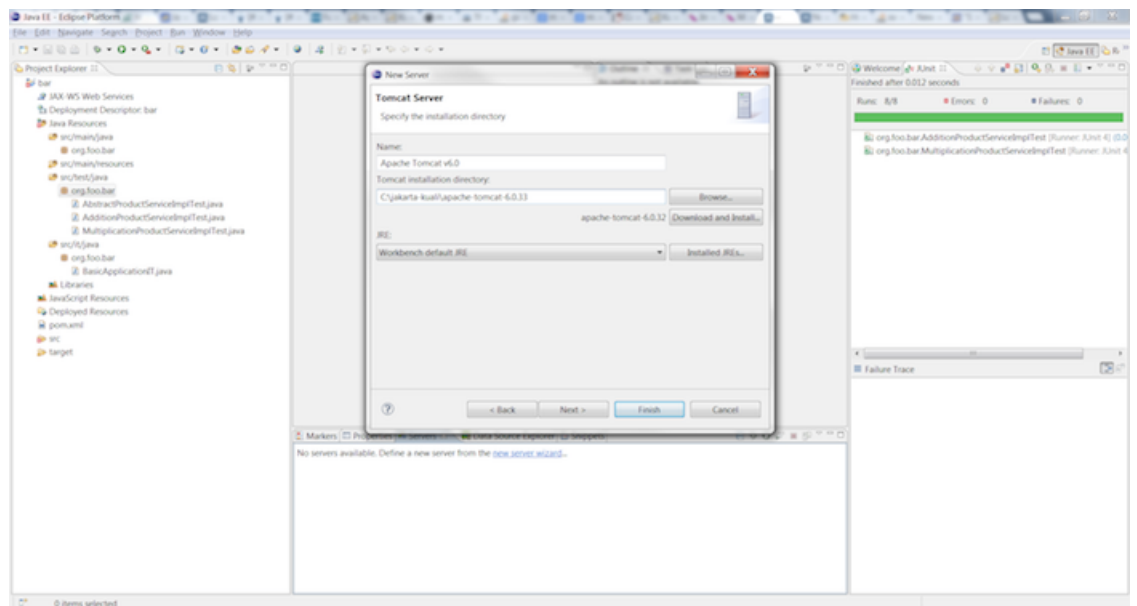 Java EE - Eclipse Platform
File Edit Navigate Search Project Run Window Help
Java EE
Project Explorer
bar
JAX-WS Web Services
Deployment Descriptor: bar
Java Resources
src/main/java
org.foo.bar
src/main/resources
src/test/java
org.foo.bar
AbstractProductServiceImplTest.java
AdditionProductServiceImplTest.java
MultiplicationProductServiceImplTest.java
src/it/java
org.foo.bar
BasicApplicationIT.java
Libraries
JavaScript Resources
Deployed Resources
pom.xml
src
target
New Server
Tomcat Server
Specify the installation directory
Name:
Apache Tomcat v6.0
Tomcat installation directory:
C:\jakarta-kuali\apache-tomcat-6.0.33
Browse...
apache-tomcat-6.0.32 Download and Install...
JRE:
Workbench default JRE
Installed JREs...
< Back Next > Finish Cancel
Markers Properties Servers Data Source Explorer Snippets
No servers available. Define a new server from the new server wizard...
Welcome JUnit
Finished after 0.012 seconds
Runs: 8/8 Errors: 0 Failures: 0
org.foo.bar.AdditionProductServiceImplTest [Runner: JUnit 4] (0.0
org.foo.bar.MultiplicationProductServiceImplTest [Runner: JUnit 4
Failure Trace
0 items selected